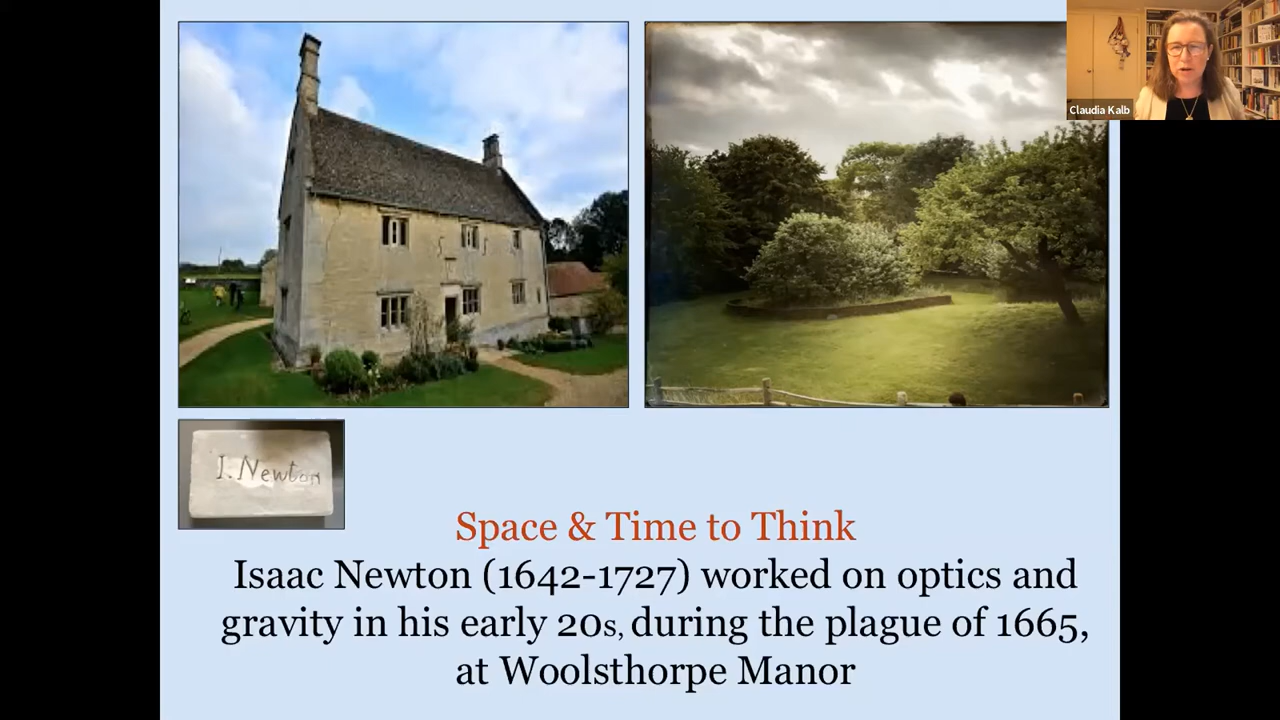 Claudia Kalb
I. Newton
Space & Time to Think
Isaac Newton (1642-1727) worked on optics and
gravity in his early 20s, during the plague of 1665,
at Woolsthorpe Manor